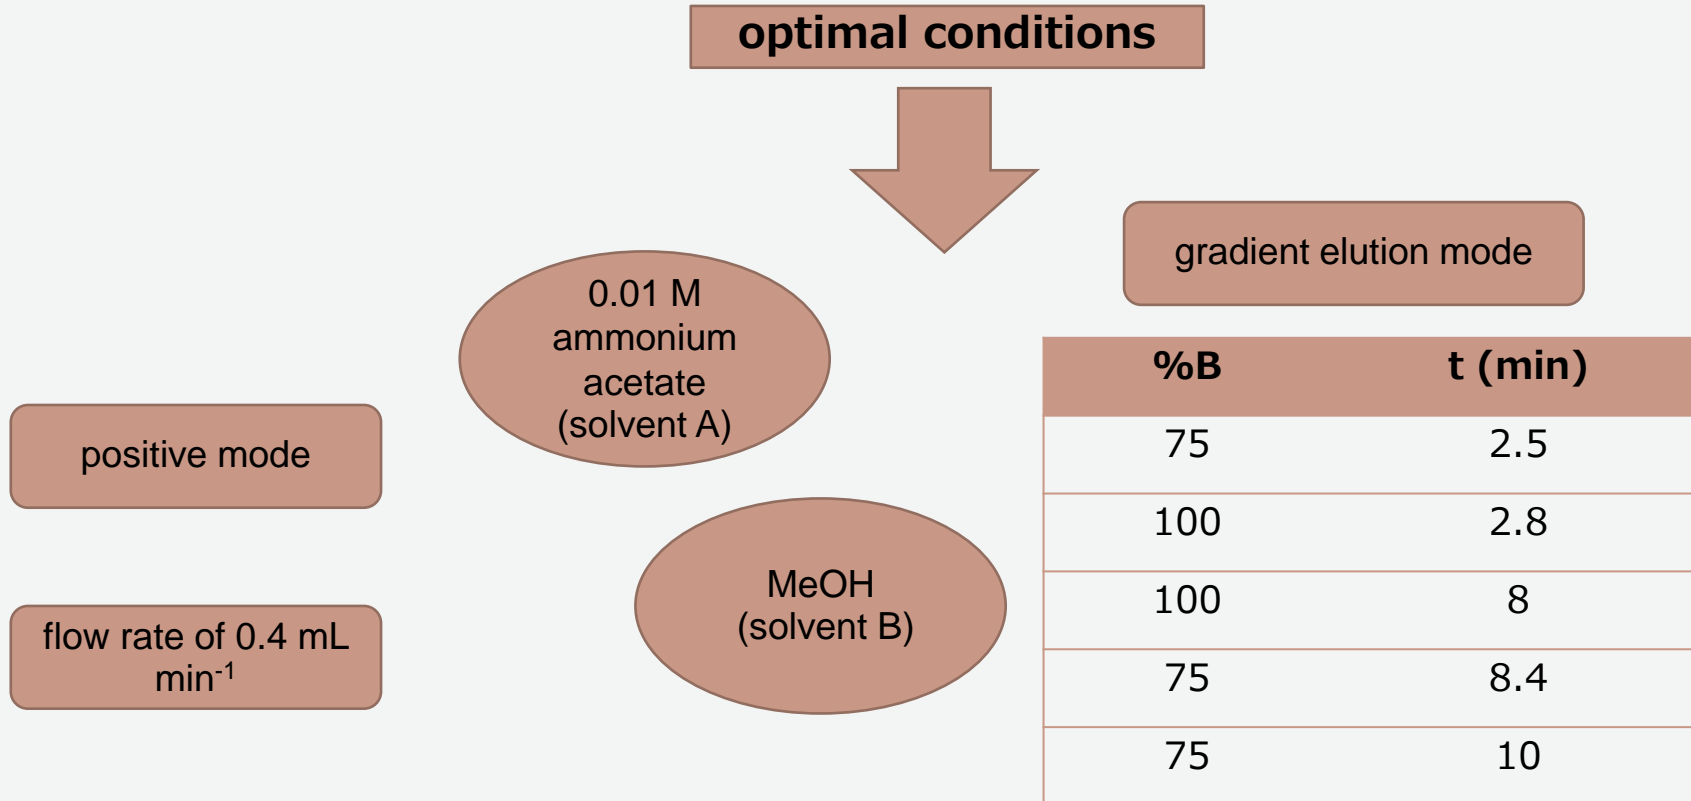 optimal conditions
gradient elution mode
0.01 M
ammonium
acetate
(solvent A)
positive mode
MeOH
(solvent B)
flow rate of 0.4 mL
min-1
%B t (min)
75 2.5
100 2.8
100 8
75 8.4
75 10